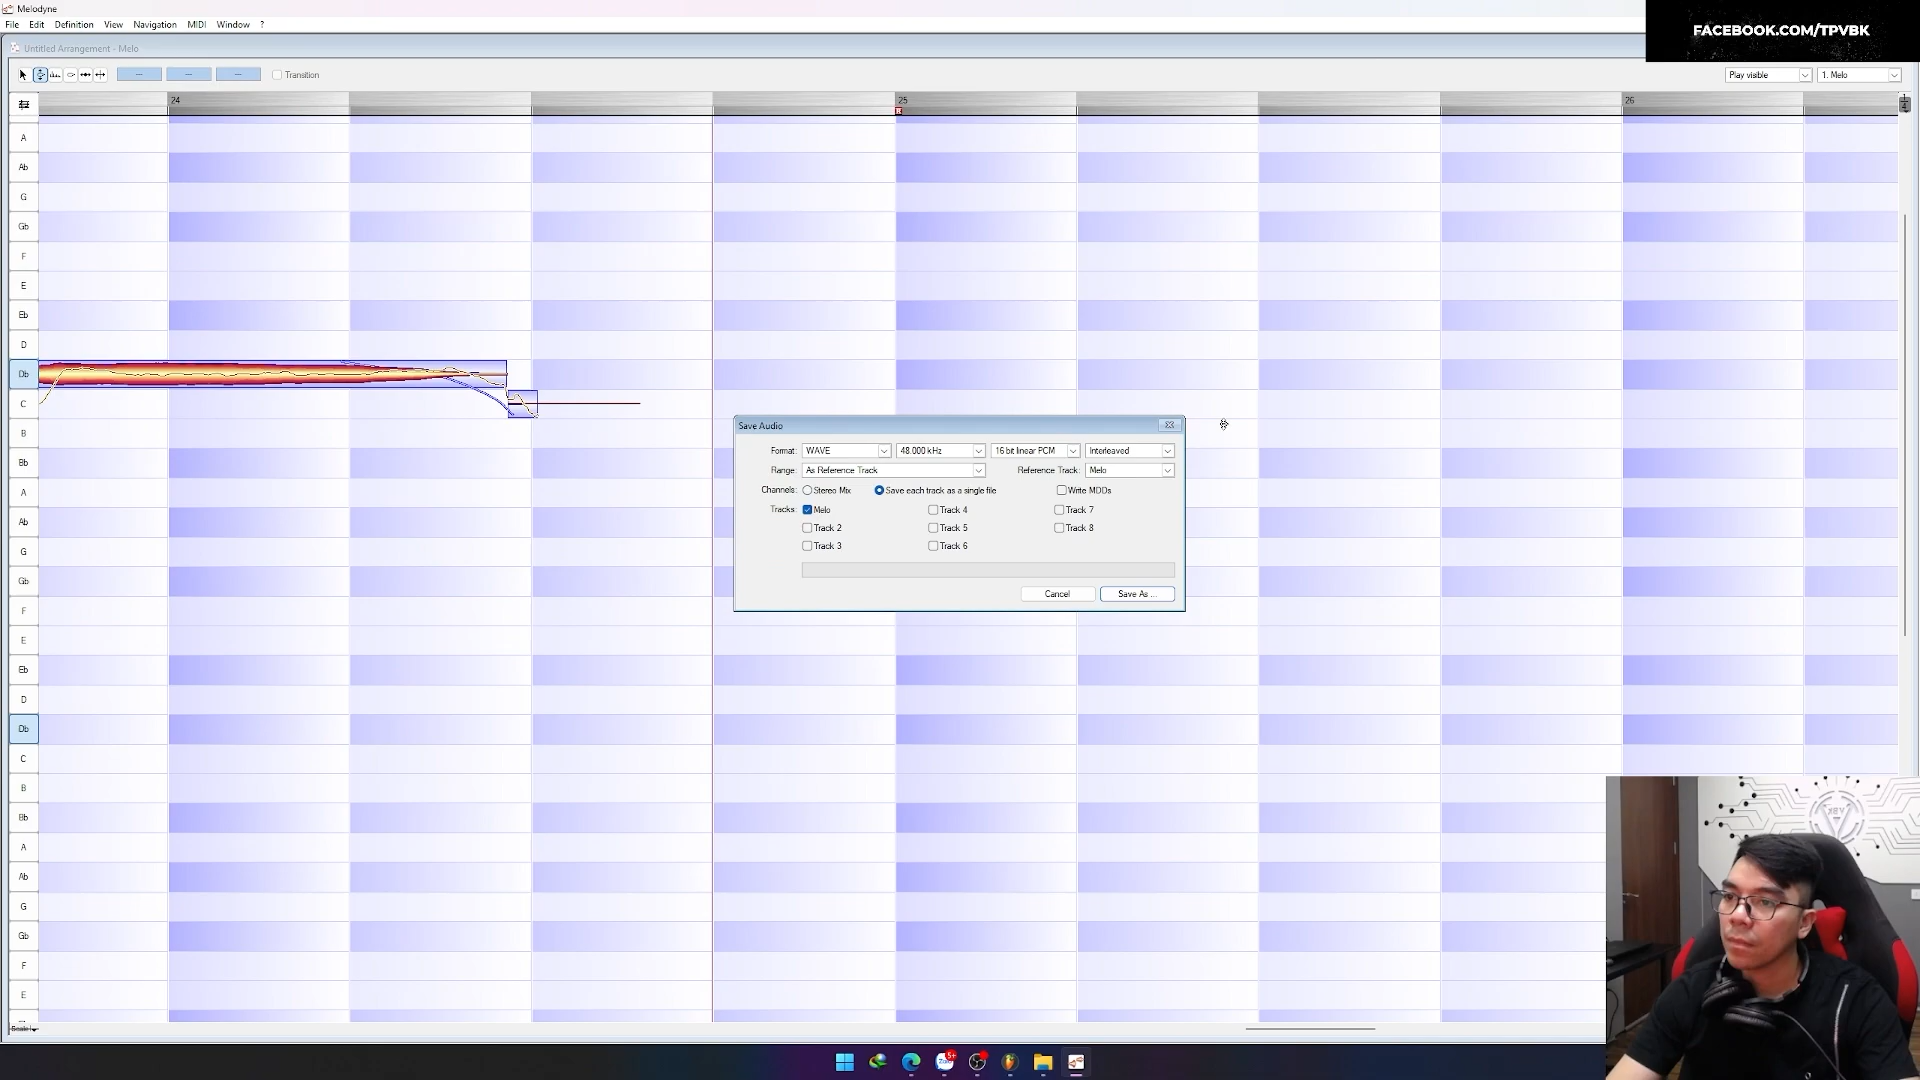 Melodyne
File Edit Definition View Navigation MIDI Window ?
FACEBOOK.COM/TPVBK
Untitled Arrangement - Melo
Transition
Play visible
1. Melo
24 25 26
A
Ab
G
Gb
F
E
Eb
D
Db
C
B
Bb
A
Ab
G
Gb
F
E
Eb
D
Db
C
B
Bb
A
Ab
G
Gb
F
E
Save Audio
Format: WAVE 48.000 kHz 16 bit linear PCM Interleaved
Range: As Reference Track Reference Track: Melo
Channels: Stereo Mix Save each track as a single file Write MDDs
Tracks: Melo Track 4 Track 7
Track 2 Track 5 Track 8
Track 3 Track 6
Cancel Save As ...
VBK
Zalo
5+